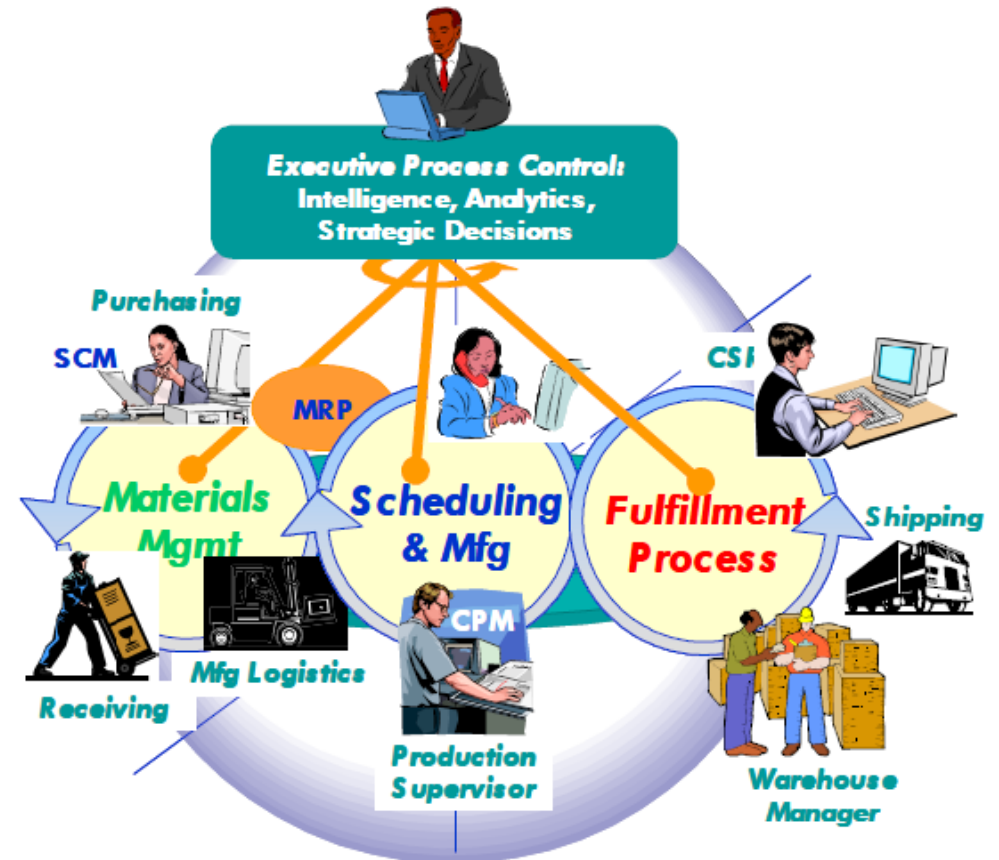 Executive Process Control:
Intelligence, Analytics,
Strategic Decisions
Purchasing
SCM
MRP
Materials
Mgmt
Scheduling
& Mfg
Fulfillment
Process
Shipping
CPM
Mfg Logistics
Receiving
Production
Supervisor
Warehouse
Manager